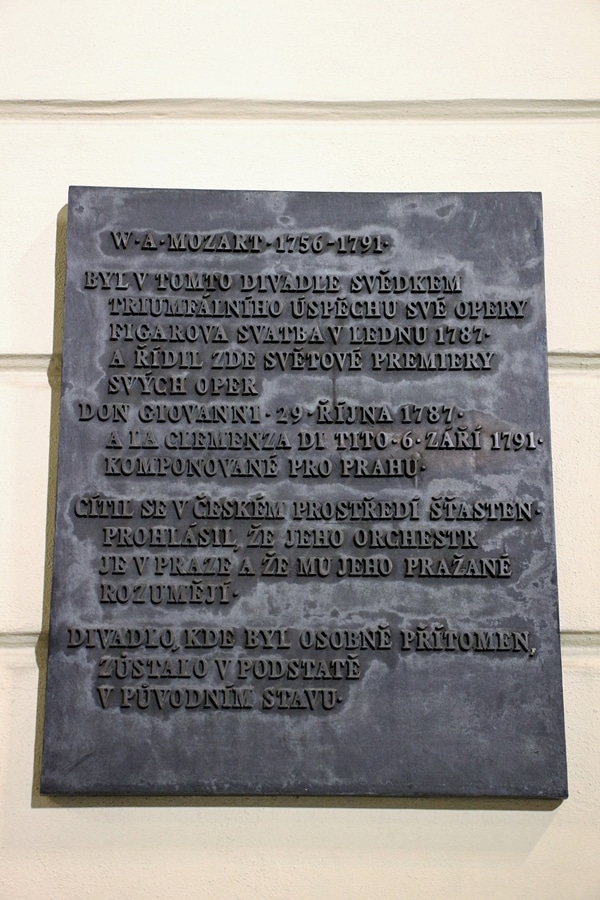 W·A·MOZART·1756-1791·
BYL V TOMTO DIVADLE SVĚDKEM
TRIUMFÁLNÍHO ÚSPĚCHU SVÉ OPERY
FIGAROVA SVATBA V LEDNU 1787·
A ŘÍDIL ZDE SVĚTOVÉ PREMIERY
SVÝCH OPER
DON GIOVANNI·29·ŘÍJNA 1787·
A LA CLEMENZA DI TITO·6·ZÁŘÍ 1791·
KOMPONOVANÉ PRO PRAHU·
CÍTIL SE V ČESKÉM PROSTŘEDÍ ŠŤASTEN·
PROHLÁSIL, ŽE JEHO ORCHESTR
JE V PRAZE A ŽE MU JEHO PRAŽANÉ
ROZUMĚJÍ·
DIVADLO, KDE BYL OSOBNĚ PŘÍTOMEN,
ZŮSTALO V PODSTATĚ
V PŮVODNÍM STAVU·